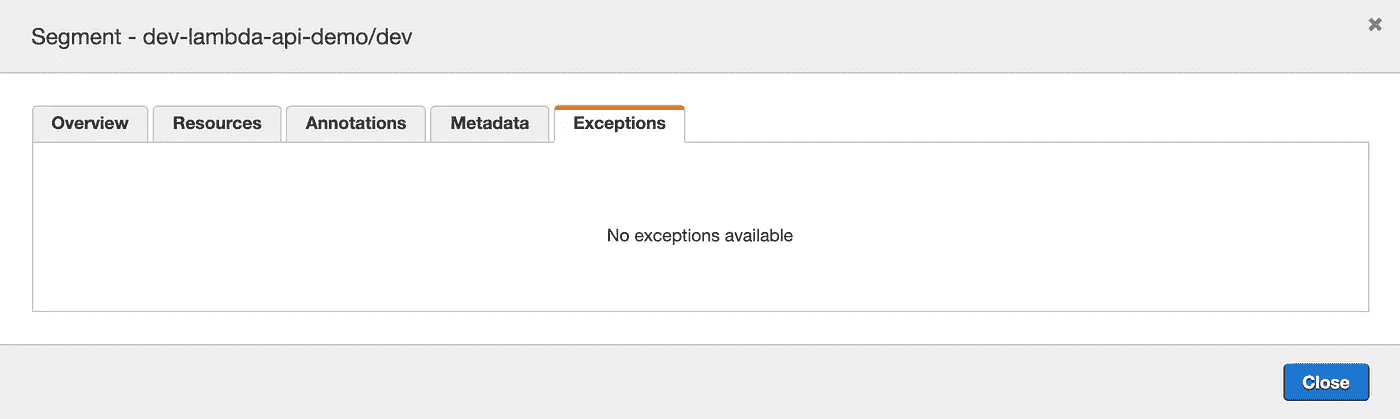 Segment - dev-lambda-api-demo/dev
Overview Resources Annotations Metadata Exceptions
No exceptions available
Close